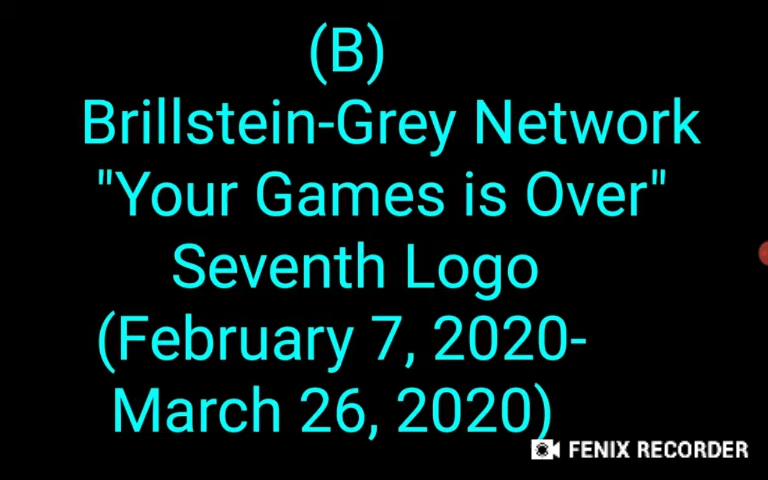 (B)
Brillstein-Grey Network
"Your Games is Over"
Seventh Logo
(February 7, 2020-
March 26, 2020)
FENIX RECORDER